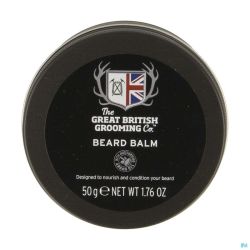 The
GREAT BRITISH
GROOMING Co.
BEARD BALM
Designed to nourish and condition your beard
50 g e NET WT 1.76 OZ